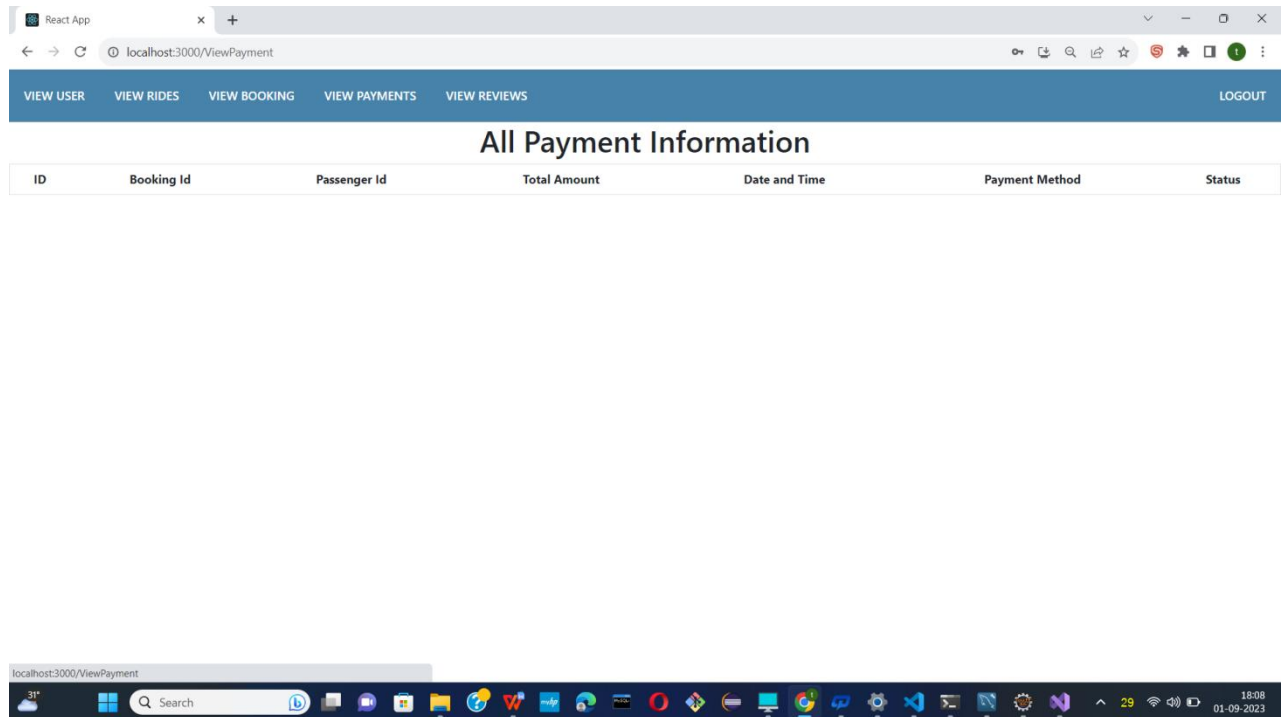 React App
localhost:3000/ViewPayment
VIEW USER VIEW RIDES VIEW BOOKING VIEW PAYMENTS VIEW REVIEWS LOGOUT
All Payment Information
ID Booking Id Passenger Id Total Amount Date and Time Payment Method Status
localhost:3000/ViewPayment
31° Search 29 18:08
01-09-2023